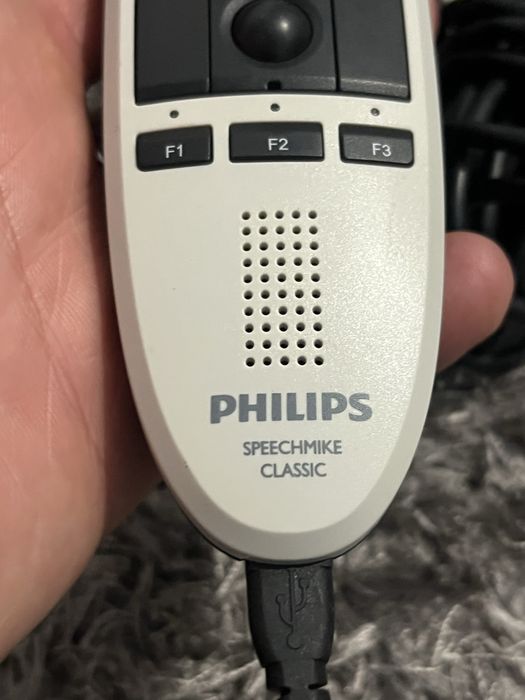 F1 F2 F3
PHILIPS
SPEECHMIKE
CLASSIC